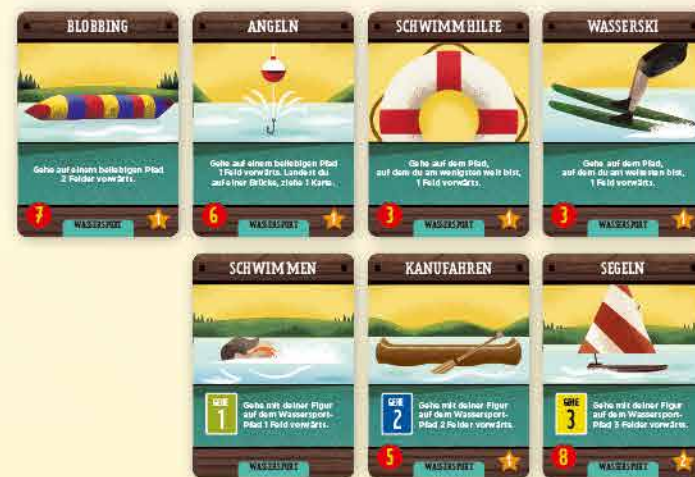 BLOBBING
Gehe auf einem beliebigen Pfad
2 Felder vorwärts.
7
WASSERSPORT
1
ANGELN
Gehe auf einem beliebigen Pfad
1 Feld vorwärts. Landest du
auf einer Brücke, ziehe 1 Karte.
6
WASSERSPORT
1
SCHWIMMHILFE
Gehe auf dem Pfad,
auf dem du am wenigsten weit bist,
1 Feld vorwärts.
3
WASSERSPORT
1
WASSERSKI
Gehe auf dem Pfad,
auf dem du am weitesten bist,
1 Feld vorwärts.
3
WASSERSPORT
1
SCHWIMMEN
GEHE
1
Gehe mit deiner Figur
auf dem Wassersport-
Pfad 1 Feld vorwärts.
WASSERSPORT
KANUFAHREN
GEHE
2
Gehe mit deiner Figur
auf dem Wassersport-
Pfad 2 Felder vorwärts.
5
WASSERSPORT
1
SEGELN
GEHE
3
Gehe mit deiner Figur
auf dem Wassersport-
Pfad 3 Felder vorwärts.
8
WASSERSPORT
2